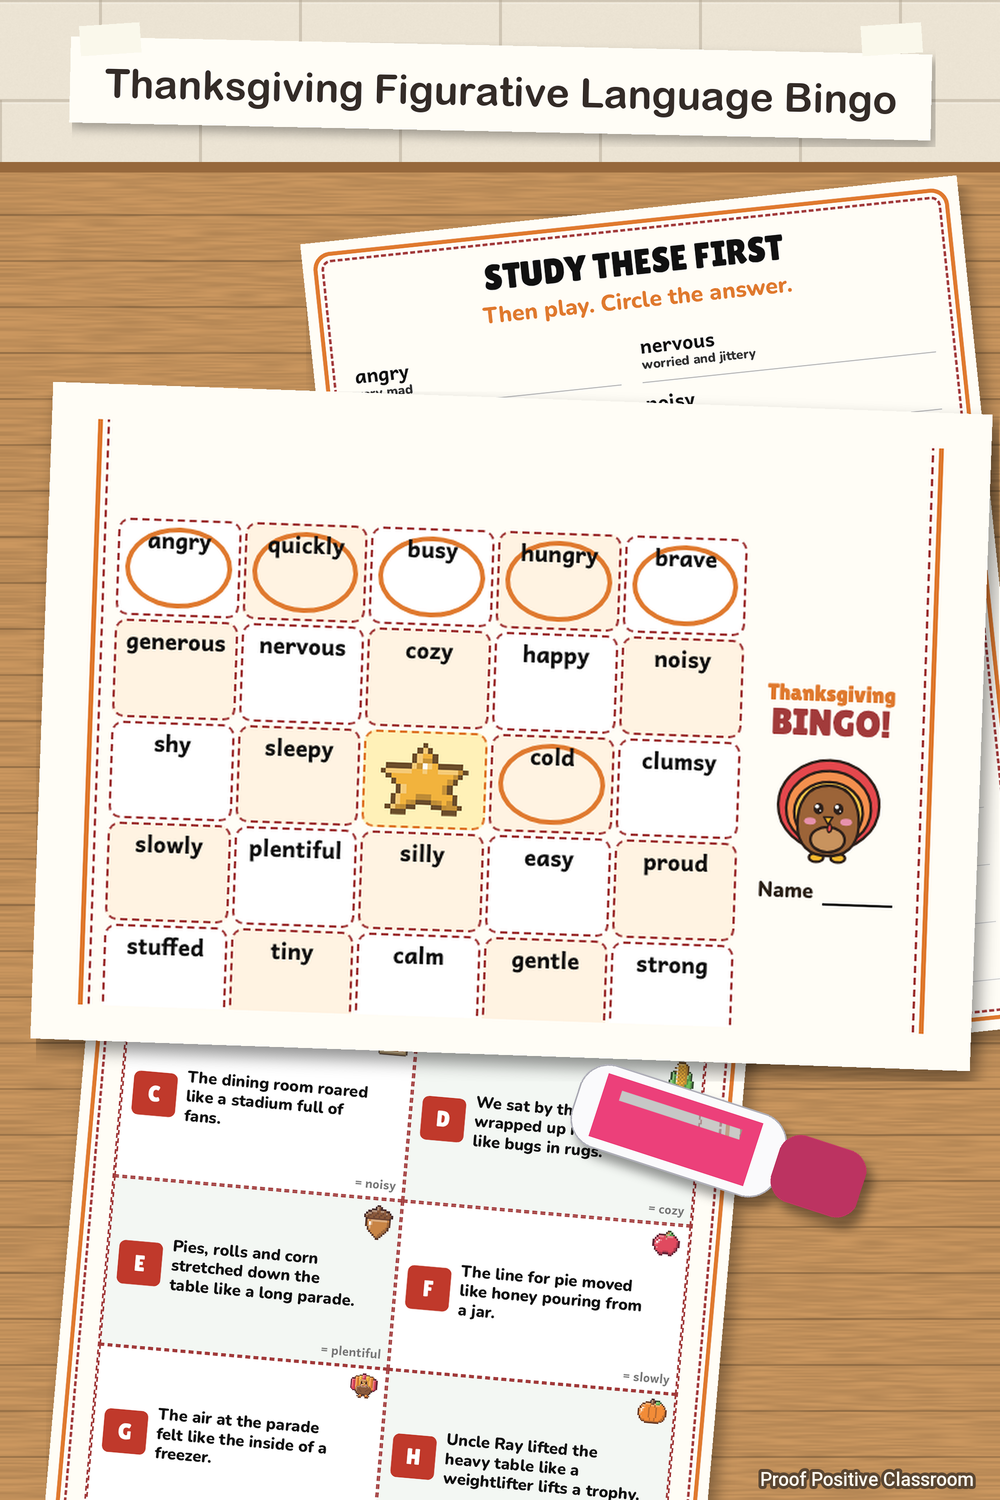 Thanksgiving Figurative Language Bingo
STUDY THESE FIRST
Then play. Circle the answer.
angry
mad
nervous
worried and jittery
noisy
angry quickly busy hungry brave
generous nervous cozy happy noisy
shy sleepy cold clumsy
slowly plentiful silly easy proud
stuffed tiny calm gentle strong
Thanksgiving
BINGO!
Name
C
The dining room roared
like a stadium full of
fans.
= noisy
D
We sat by
wrapped up
like bugs in rugs.
= cozy
E
Pies, rolls and corn
stretched down the
table like a long parade.
= plentiful
F
The line for pie moved
like honey pouring from
a jar.
= slowly
G
The air at the parade
felt like the inside of a
freezer.
H
Uncle Ray lifted the
heavy table like a
weightlifter lifts a trophy.
Proof Positive Classroom